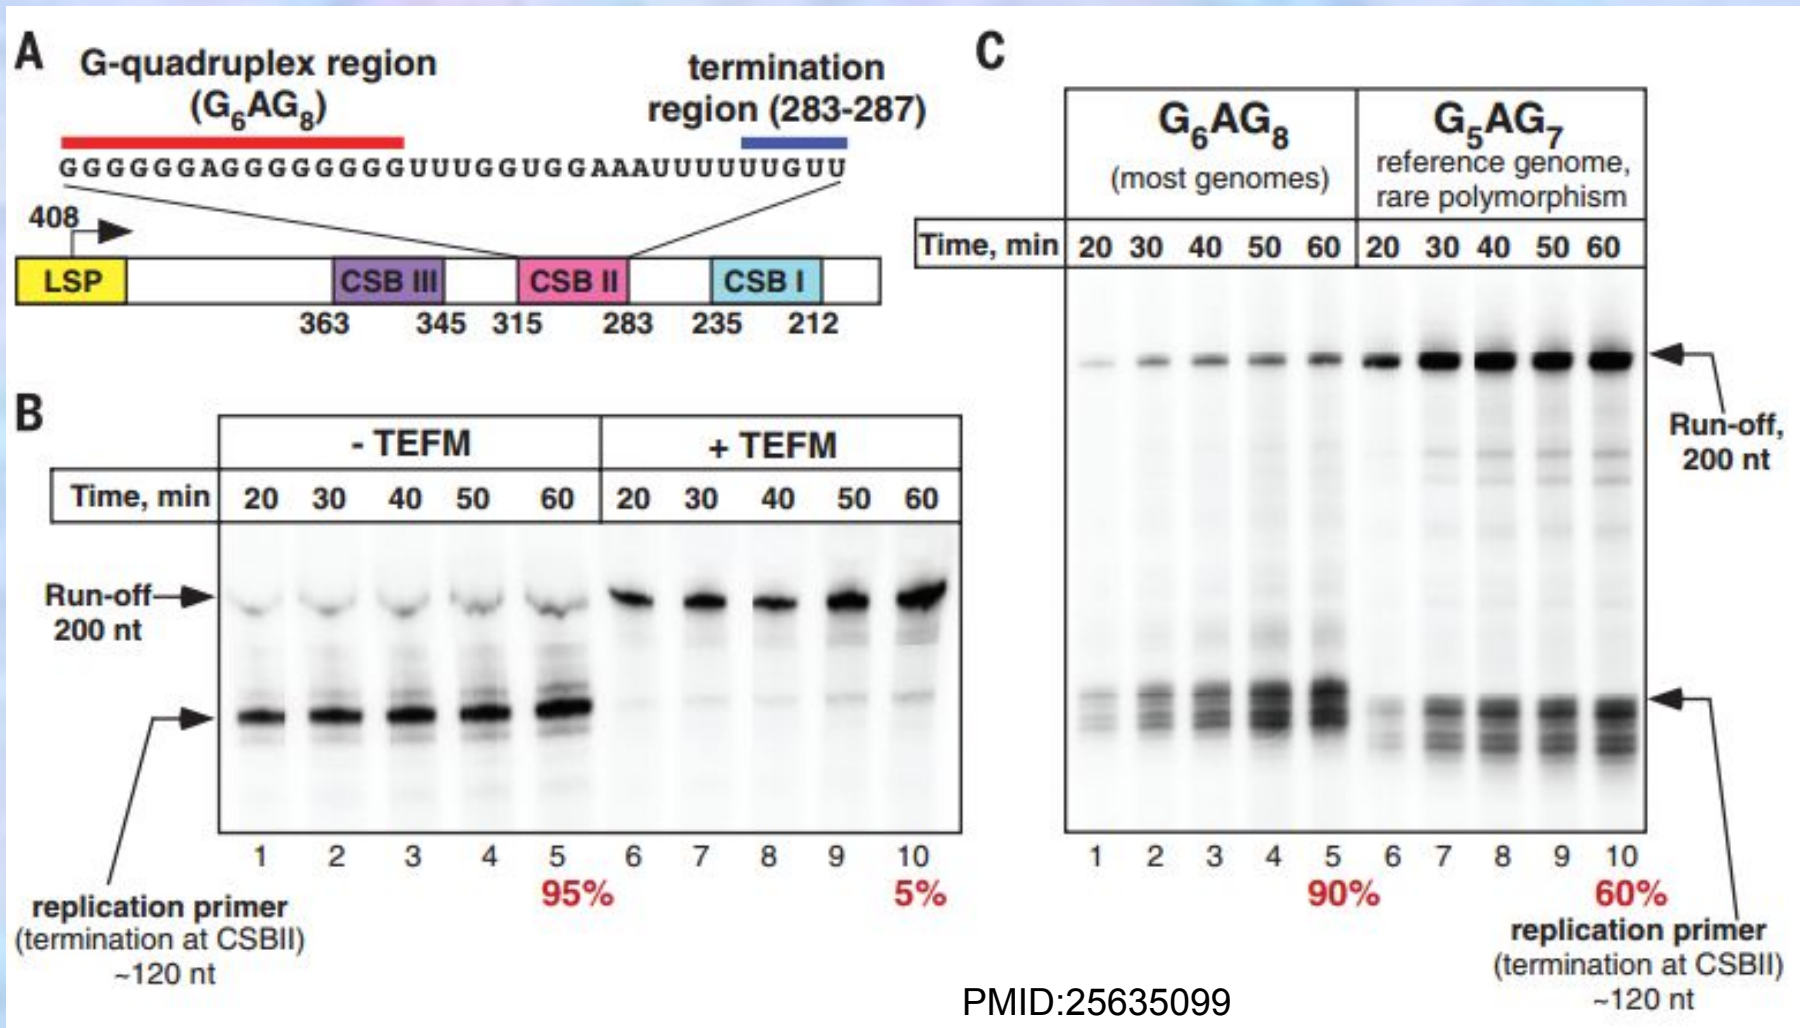 A
G-quadruplex region
(G₆AG₈)
termination
region (283-287)
GGGGGGAGGGGGGGGUUUGGUGGAAAUUUUUUGUU
408
LSP CSB III CSB II CSB I
363 345 315 283 235 212
B
- TEFM + TEFM
Time, min 20 30 40 50 60 20 30 40 50 60
Run-off
200 nt
1 2 3 4 5 6 7 8 9 10
95% 5%
replication primer
(termination at CSBII)
~120 nt
C
G₆AG₈ G₅AG₇
(most genomes)
reference genome,
rare polymorphism
Time, min 20 30 40 50 60 20 30 40 50 60
Run-off,
200 nt
1 2 3 4 5 6 7 8 9 10
90% 60%
replication primer
(termination at CSBII)
~120 nt
PMID:25635099